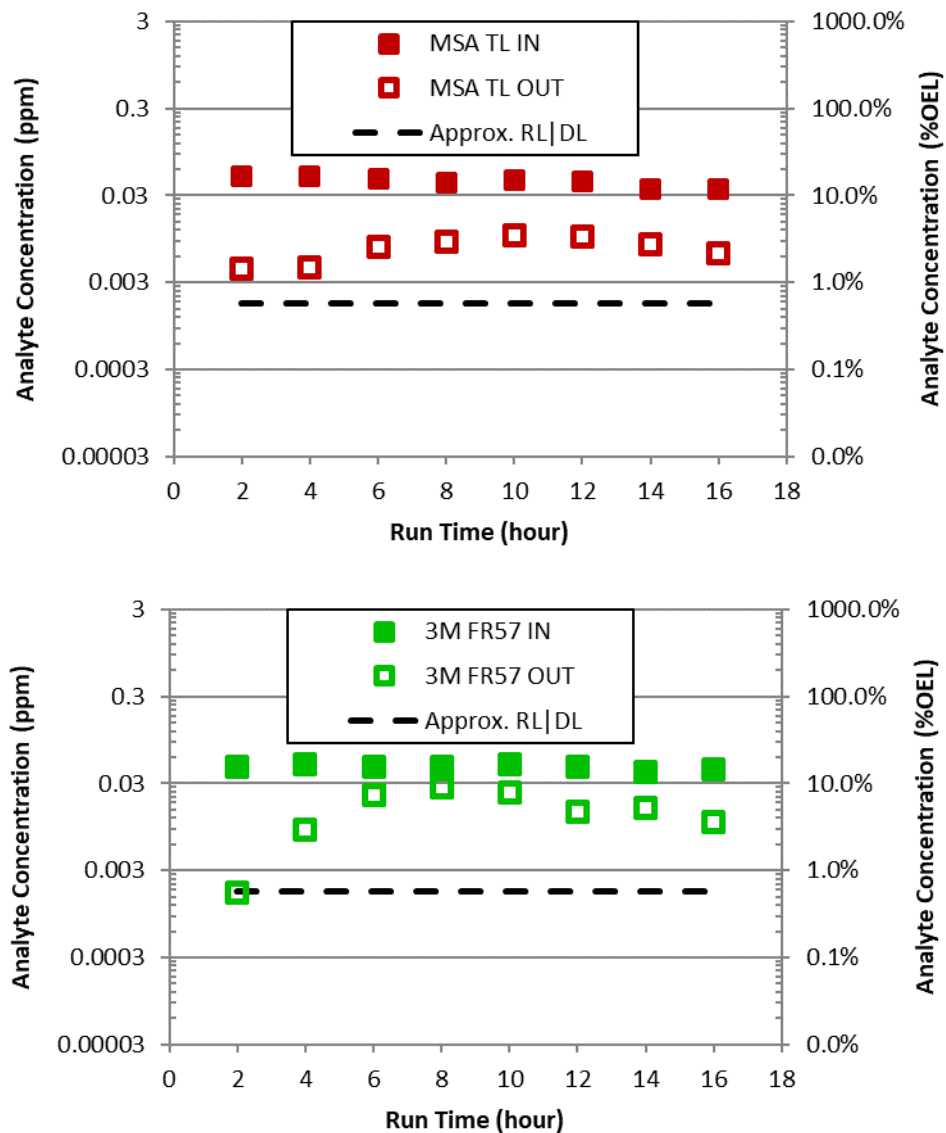 3
0.3
0.03
0.003
0.0003
0.00003
Analyte Concentration (ppm)
MSA TL IN
MSA TL OUT
Approx. RL|DL
1000.0%
100.0%
10.0%
1.0%
0.1%
0.0%
Analyte Concentration (%OEL)
0 2 4 6 8 10 12 14 16 18
Run Time (hour)
3
0.3
0.03
0.003
0.0003
0.00003
Analyte Concentration (ppm)
3M FR57 IN
3M FR57 OUT
Approx. RL|DL
1000.0%
100.0%
10.0%
1.0%
0.1%
0.0%
Analyte Concentration (%OEL)
0 2 4 6 8 10 12 14 16 18
Run Time (hour)